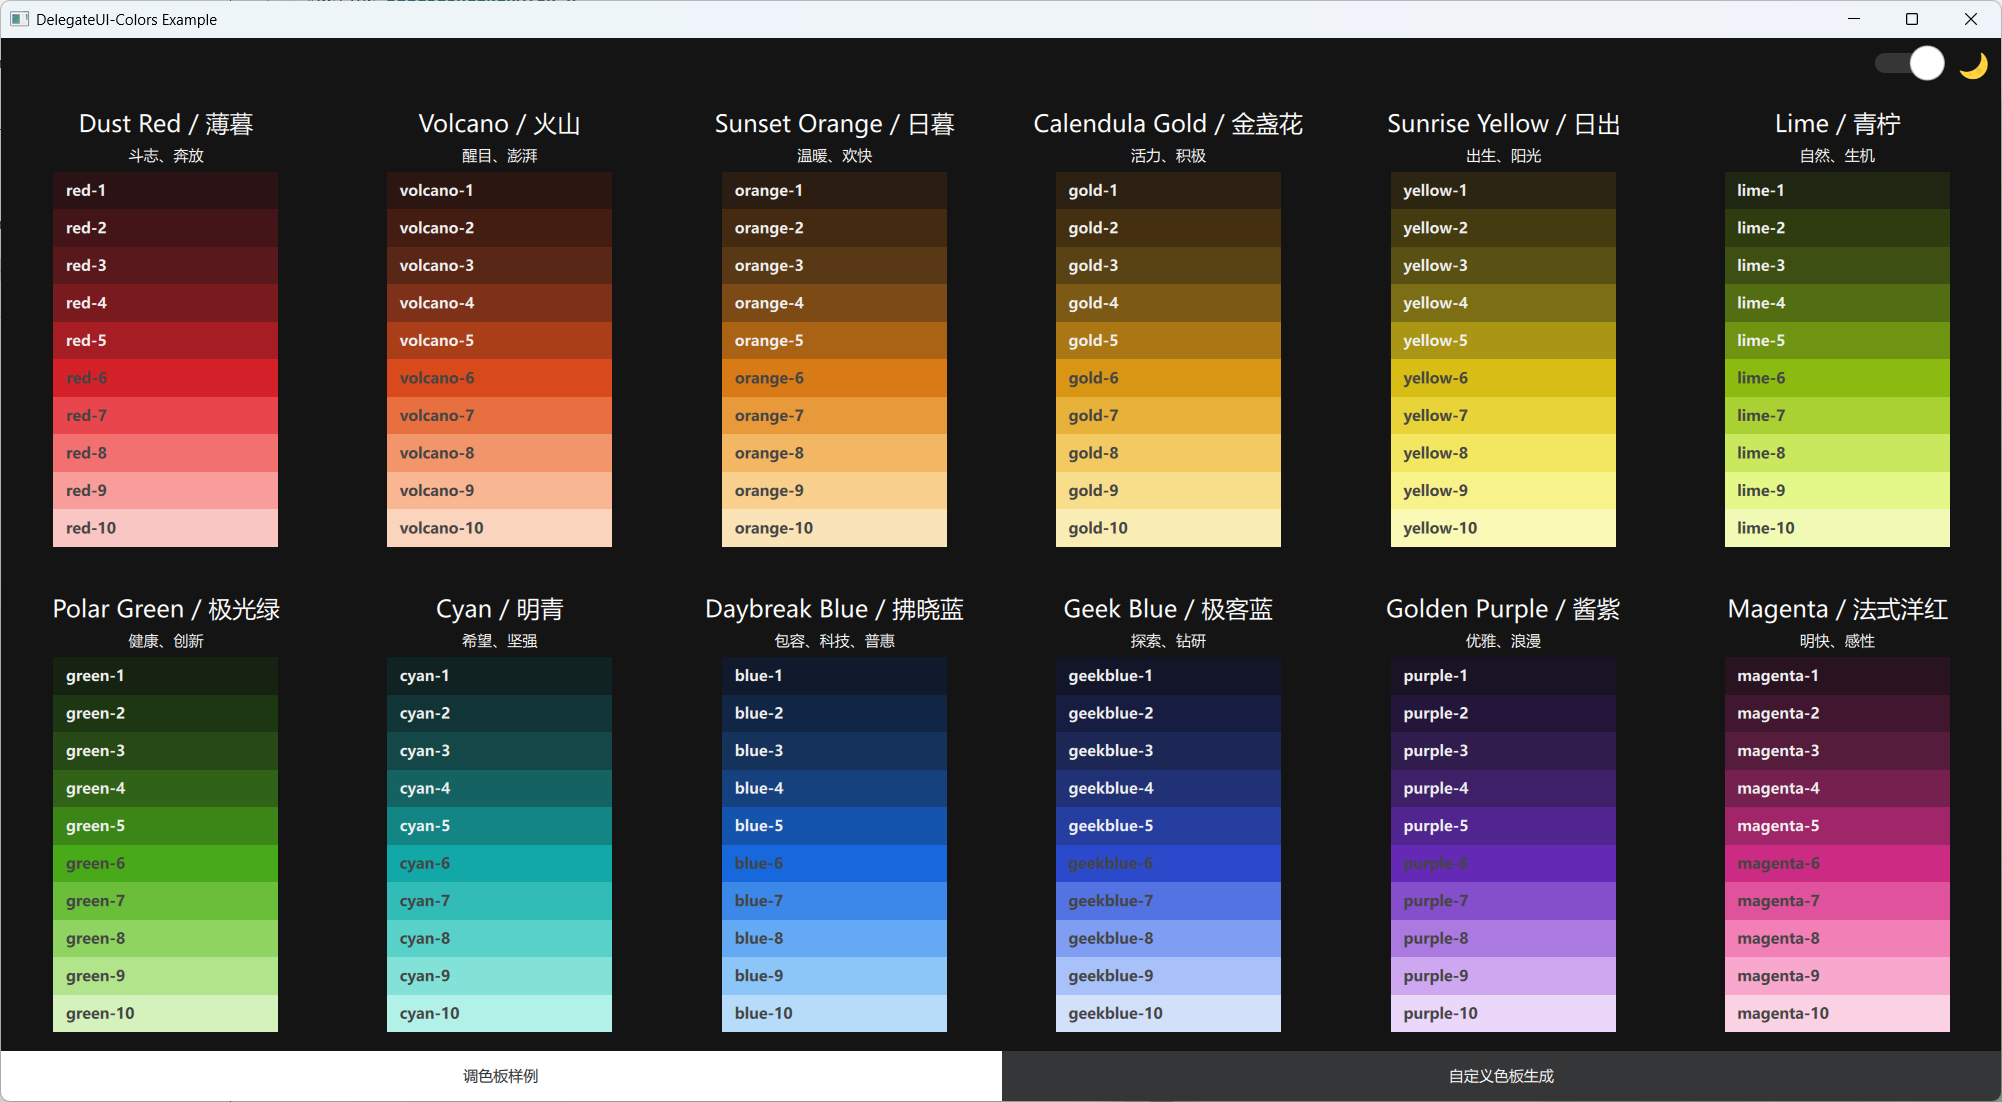 DelegateUI-Colors Example
Dust Red / 薄暮
斗志、奔放
red-1
red-2
red-3
red-4
red-5
red-6
red-7
red-8
red-9
red-10
Volcano / 火山
醒目、澎湃
volcano-1
volcano-2
volcano-3
volcano-4
volcano-5
volcano-6
volcano-7
volcano-8
volcano-9
volcano-10
Sunset Orange / 日暮
温暖、欢快
orange-1
orange-2
orange-3
orange-4
orange-5
orange-6
orange-7
orange-8
orange-9
orange-10
Calendula Gold / 金盏花
活力、积极
gold-1
gold-2
gold-3
gold-4
gold-5
gold-6
gold-7
gold-8
gold-9
gold-10
Sunrise Yellow / 日出
出生、阳光
yellow-1
yellow-2
yellow-3
yellow-4
yellow-5
yellow-6
yellow-7
yellow-8
yellow-9
yellow-10
Lime / 青柠
自然、生机
lime-1
lime-2
lime-3
lime-4
lime-5
lime-6
lime-7
lime-8
lime-9
lime-10
Polar Green / 极光绿
健康、创新
green-1
green-2
green-3
green-4
green-5
green-6
green-7
green-8
green-9
green-10
Cyan / 明青
希望、坚强
cyan-1
cyan-2
cyan-3
cyan-4
cyan-5
cyan-6
cyan-7
cyan-8
cyan-9
cyan-10
Daybreak Blue / 拂晓蓝
包容、科技、普惠
blue-1
blue-2
blue-3
blue-4
blue-5
blue-6
blue-7
blue-8
blue-9
blue-10
Geek Blue / 极客蓝
探索、钻研
geekblue-1
geekblue-2
geekblue-3
geekblue-4
geekblue-5
geekblue-6
geekblue-7
geekblue-8
geekblue-9
geekblue-10
Golden Purple / 酱紫
优雅、浪漫
purple-1
purple-2
purple-3
purple-4
purple-5
purple-6
purple-7
purple-8
purple-9
purple-10
Magenta / 法式洋红
明快、感性
magenta-1
magenta-2
magenta-3
magenta-4
magenta-5
magenta-6
magenta-7
magenta-8
magenta-9
magenta-10
调色板样例
自定义色板生成